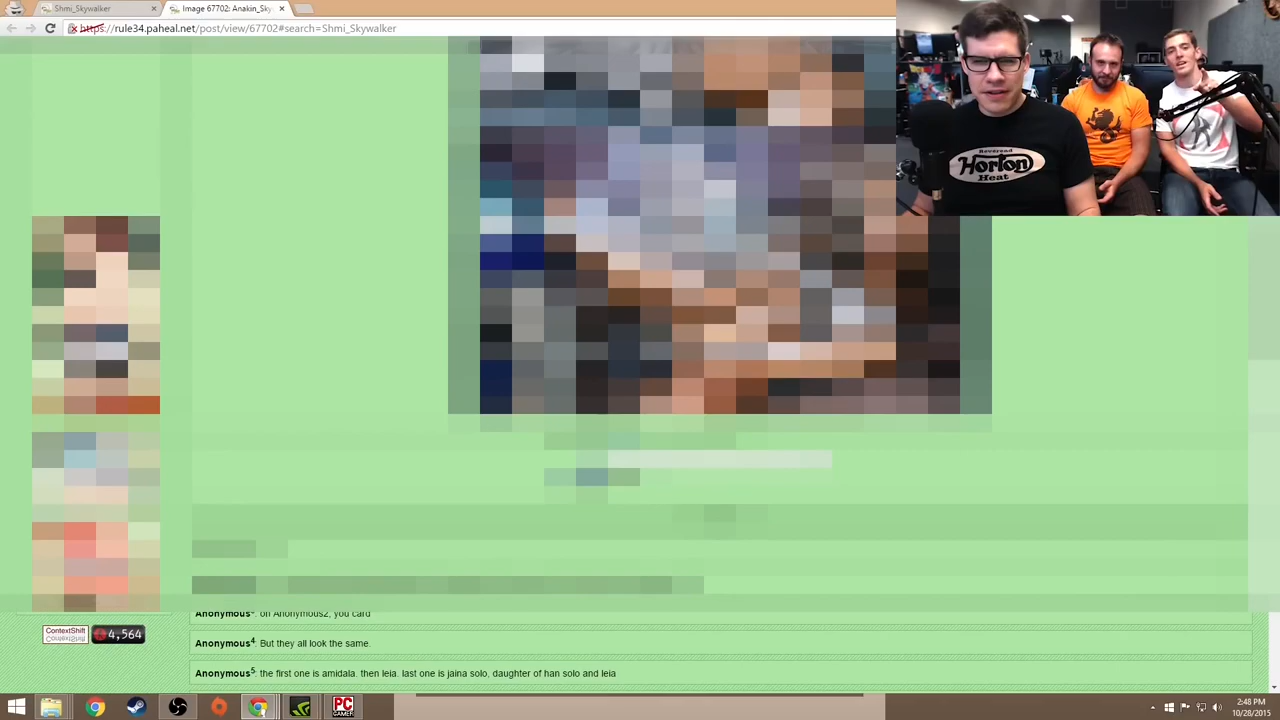 Shmi_Skywalker
Image 67702: Anakin_Sky
https://rule34.paheal.net/post/view/67702#search=Shmi_Skywalker
Reverend
Horton
Heat
on Anonymous2, you card
ContextShift
4,564
Anonymous4: But they all look the same.
Anonymous5: the first one is amidala. then leia. last one is jaina solo, daughter of han solo and leia
PC
GAMER
2:48 PM
10/28/2015